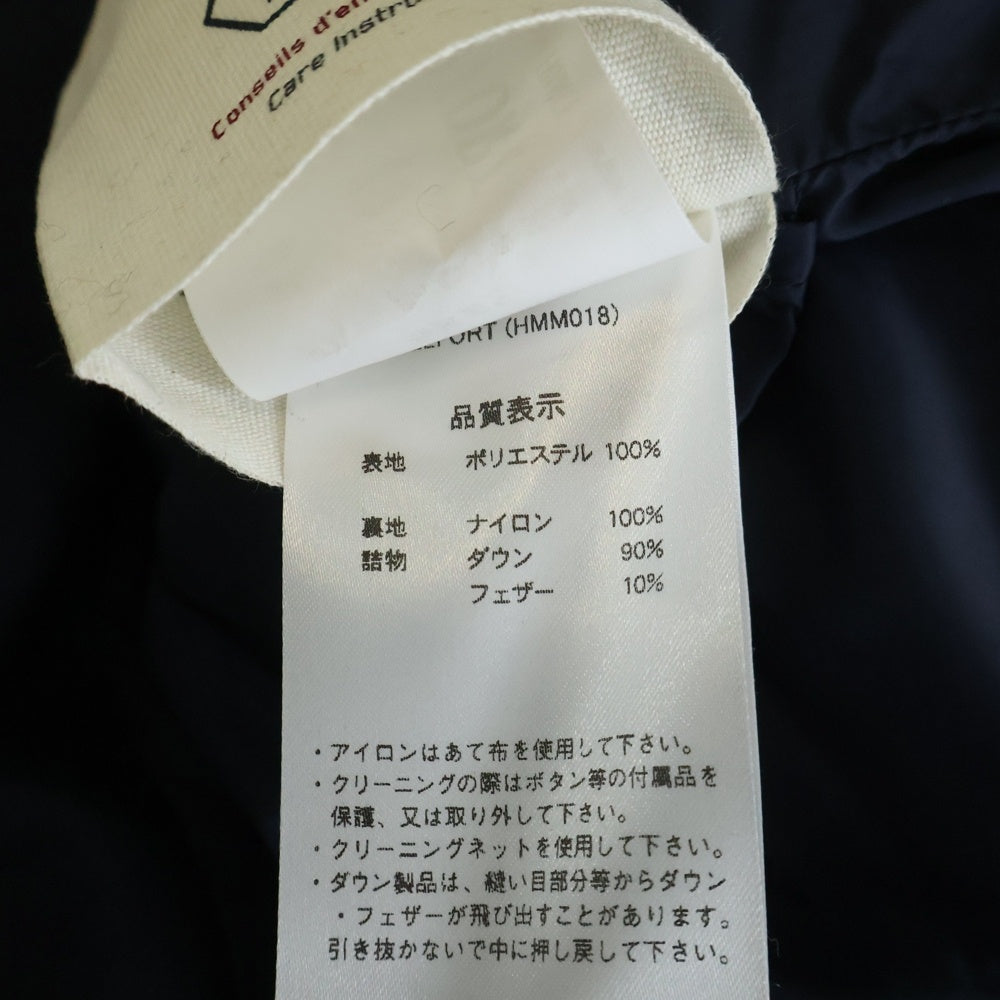 Conseils d'en
Care Instru
(HMM018)
品質表示
表地 ポリエステル 100%
裏地 ナイロン 100%
詰物 ダウン 90%
フェザー 10%
・アイロンはあて布を使用して下さい。
・クリーニングの際はボタン等の付属品を
保護、又は取り外して下さい。
・クリーニングネットを使用して下さい。
・ダウン製品は、縫い目部分等からダウン
・フェザーが飛び出すことがあります。
引き抜かないで中に押し戻して下さい。